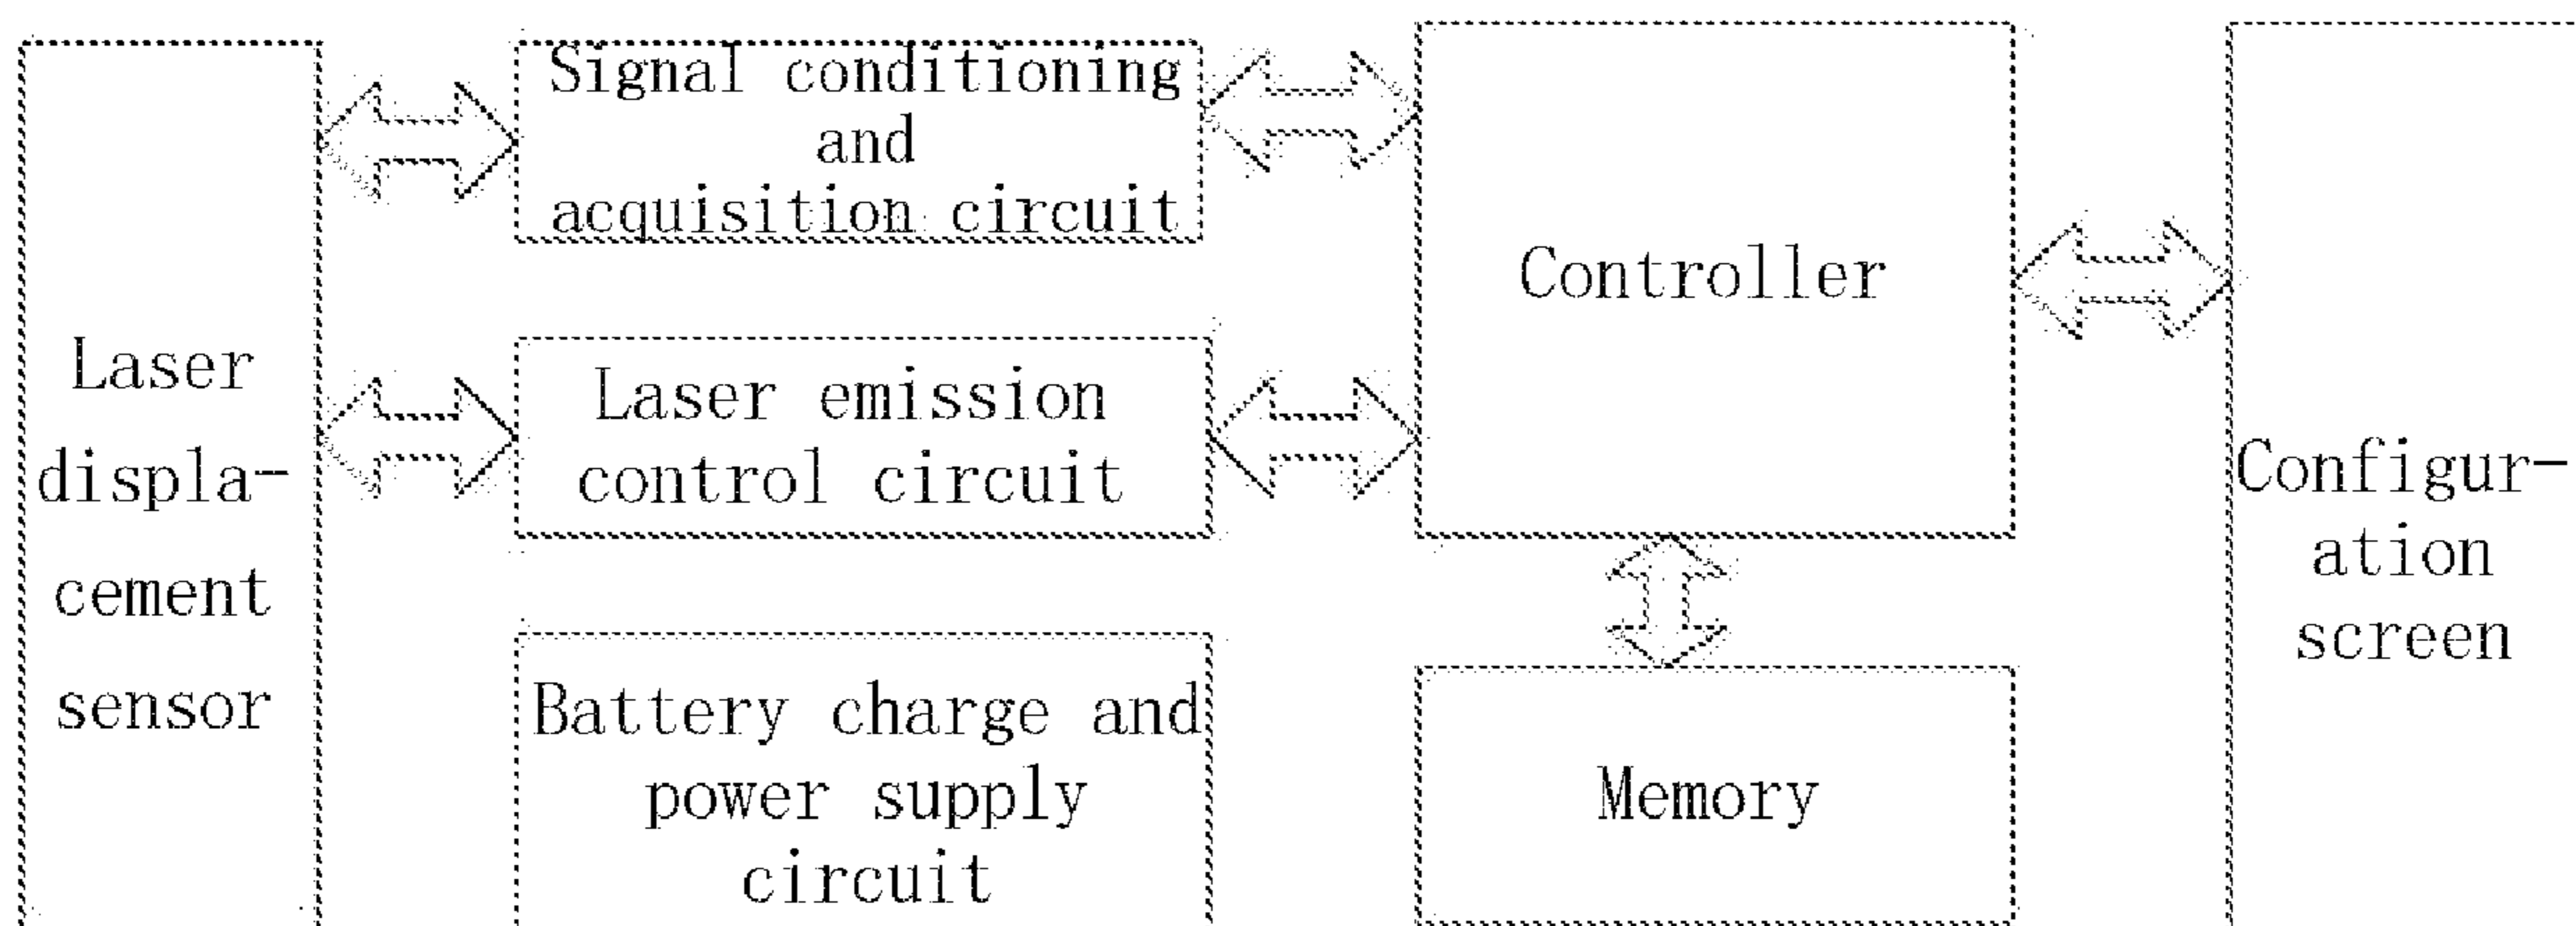 Signal conditioning
and
acquisition circuit
Controller
Laser
displa-
cement
sensor
Laser emission
control circuit
Configur-
ation
screen
Battery charge and
power supply
circuit
Memory